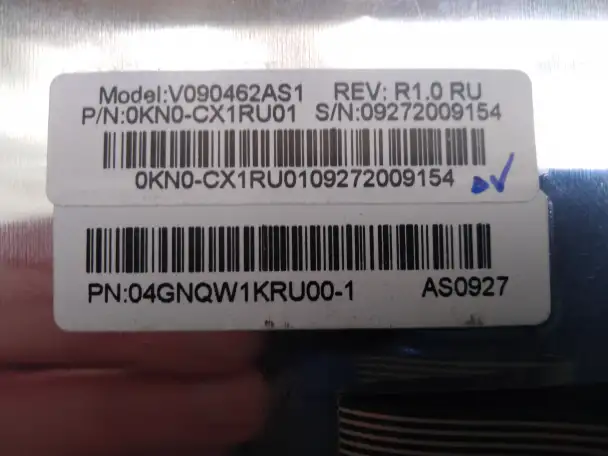 Model:V090462AS1 REV: R1.0 RU
P/N:0KN0-CX1RU01 S/N:09272009154
0KN0-CX1RU0109272009154
PN:04GNQW1KRU00-1 AS0927